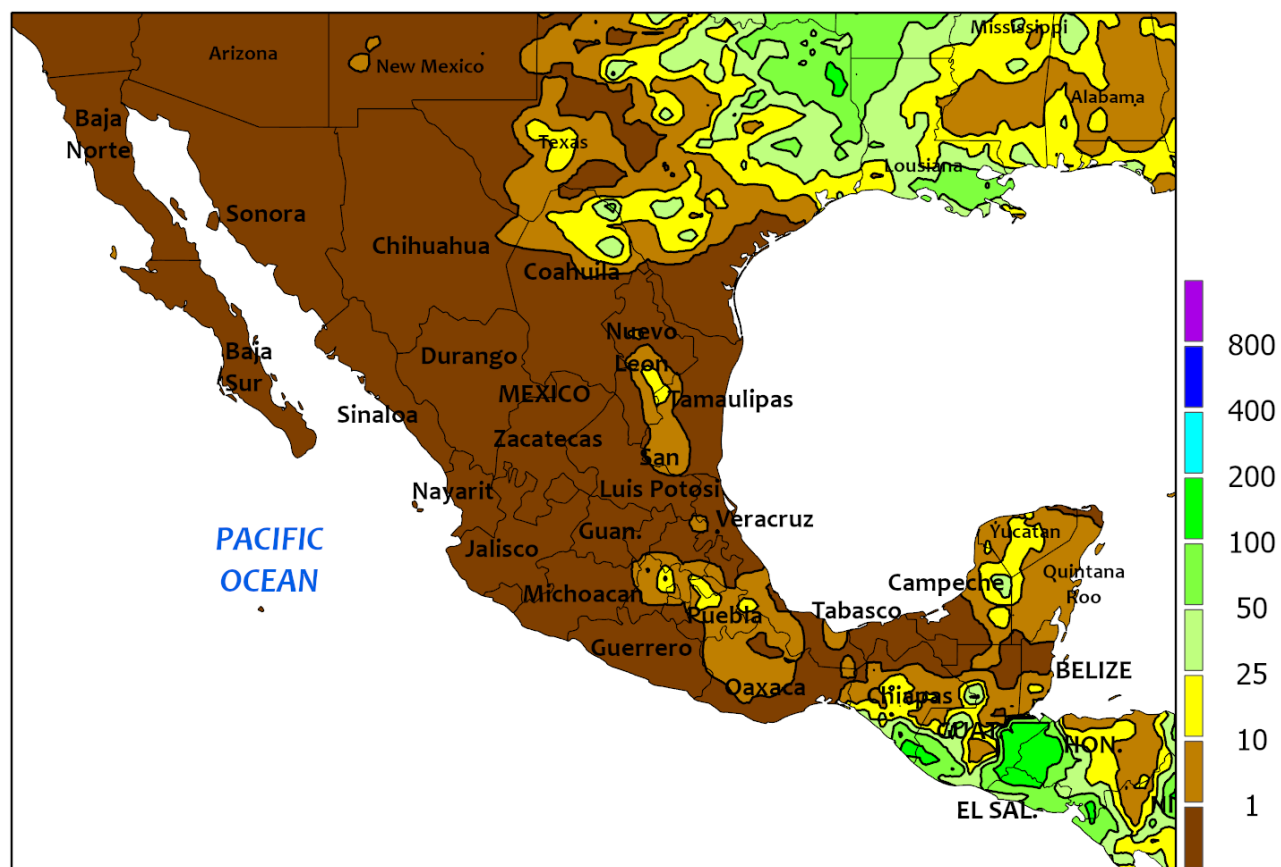 Mississippi
Arizona
New Mexico
Alabama
Baja
Norte
Texas
Lousiana
Sonora
Chihuahua
Coahuila
Nuevo
Leon
Durango
Baja
Sur
MEXICO
Tamaulipas
Sinaloa
Zacatecas
San
Luis Potosi
Nayarit
Veracruz
Guan.
Jalisco
PACIFIC
OCEAN
Yucatan
Quintana
Roo
Campeche
Michoacan
Puebla
Tabasco
Guerrero
Oaxaca
Chiapas
BELIZE
GUAT
HON.
EL SAL.
NI
800
400
200
100
50
25
10
1